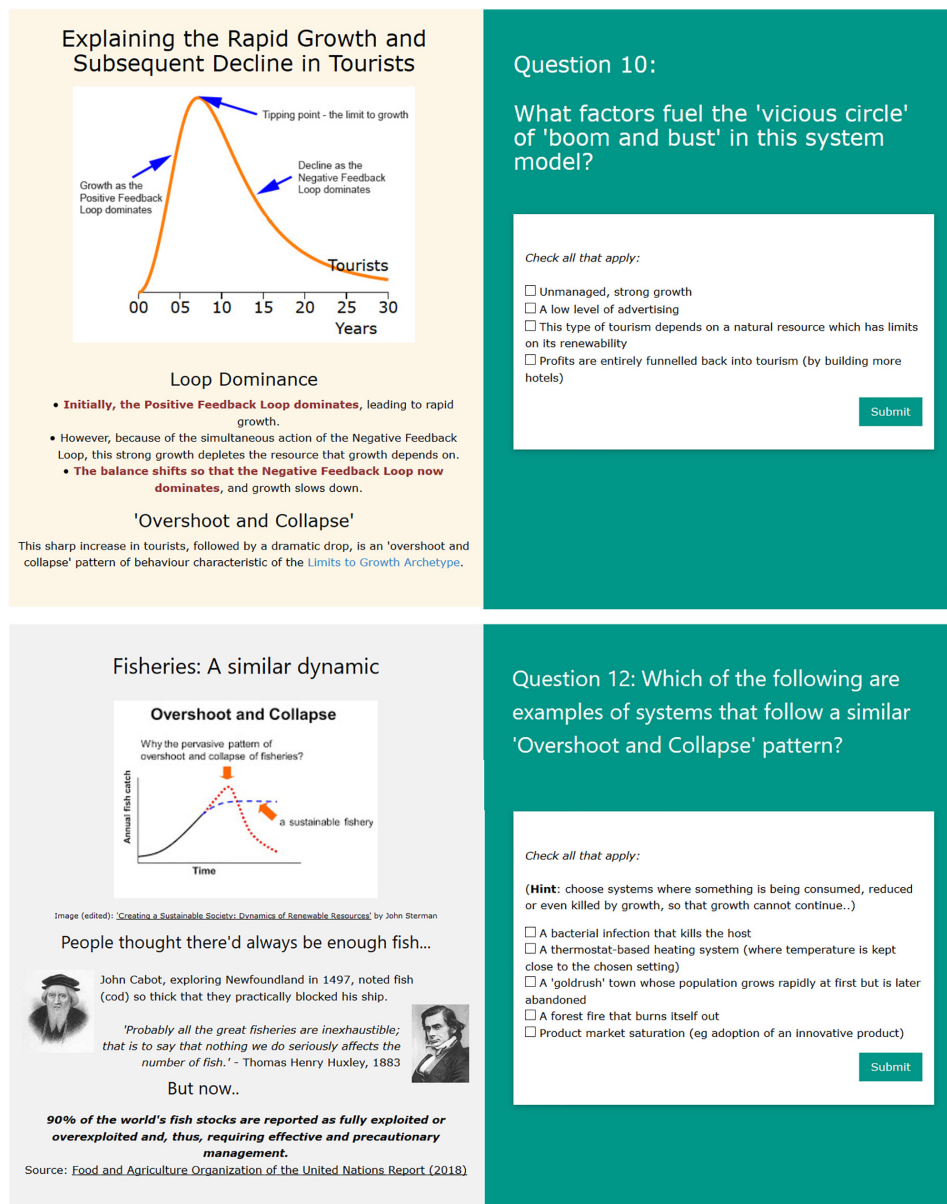 Explaining the Rapid Growth and
Subsequent Decline in Tourists
Tipping point - the limit to growth
Decline as the
Negative Feedback
Loop dominates
Growth as the
Positive Feedback
Loop dominates
Tourists
00 05 10 15 20 25 30
Years
Loop Dominance
• Initially, the Positive Feedback Loop dominates, leading to rapid
growth.
• However, because of the simultaneous action of the Negative Feedback
Loop, this strong growth depletes the resource that growth depends on.
• The balance shifts so that the Negative Feedback Loop now
dominates, and growth slows down.
'Overshoot and Collapse'
This sharp increase in tourists, followed by a dramatic drop, is an 'overshoot and
collapse' pattern of behaviour characteristic of the Limits to Growth Archetype.
Question 10:
What factors fuel the 'vicious circle'
of 'boom and bust' in this system
model?
Check all that apply:
Unmanaged, strong growth
A low level of advertising
This type of tourism depends on a natural resource which has limits
on its renewability
Profits are entirely funnelled back into tourism (by building more
hotels)
Submit
Fisheries: A similar dynamic
Overshoot and Collapse
Why the pervasive pattern of
overshoot and collapse of fisheries?
Annual fish catch
a sustainable fishery
Time
Image (edited): 'Creating a Sustainable Society: Dynamics of Renewable Resources' by John Sterman
People thought there'd always be enough fish...
John Cabot, exploring Newfoundland in 1497, noted fish
(cod) so thick that they practically blocked his ship.
'Probably all the great fisheries are inexhaustible;
that is to say that nothing we do seriously affects the
number of fish.' - Thomas Henry Huxley, 1883
But now..
90% of the world's fish stocks are reported as fully exploited or
overexploited and, thus, requiring effective and precautionary
management.
Source: Food and Agriculture Organization of the United Nations Report (2018)
Question 12: Which of the following are
examples of systems that follow a similar
'Overshoot and Collapse' pattern?
Check all that apply:
(Hint: choose systems where something is being consumed, reduced
or even killed by growth, so that growth cannot continue..)
A bacterial infection that kills the host
A thermostat-based heating system (where temperature is kept
close to the chosen setting)
A 'goldrush' town whose population grows rapidly at first but is later
abandoned
A forest fire that burns itself out
Product market saturation (eg adoption of an innovative product)
Submit